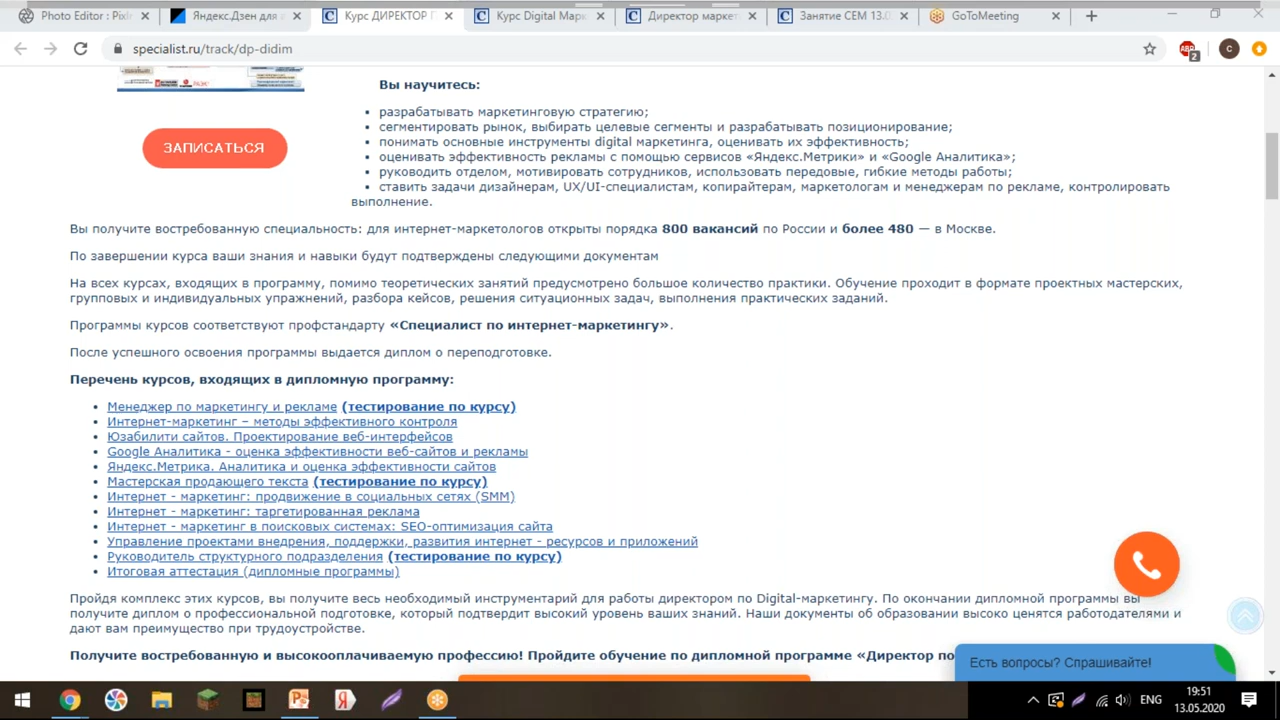 Photo Editor : Pixlr
Яндекс.Дзен для а
Курс ДИРЕКТОР П
Курс Digital Марк
Директор маркет
Занятие СЕМ 13.0
GoToMeeting
specialist.ru/track/dp-didim
ABP
2
C
Вы научитесь:
• разрабатывать маркетинговую стратегию;
• сегментировать рынок, выбирать целевые сегменты и разрабатывать позиционирование;
• понимать основные инструменты digital маркетинга, оценивать их эффективность;
ЗАПИСАТЬСЯ
• оценивать эффективность рекламы с помощью сервисов «Яндекс.Метрики» и «Google Аналитика»;
• руководить отделом, мотивировать сотрудников, использовать передовые, гибкие методы работы;
• ставить задачи дизайнерам, UX/UI-специалистам, копирайтерам, маркетологам и менеджерам по рекламе, контролировать
выполнение.
Вы получите востребованную специальность: для интернет-маркетологов открыты порядка 800 вакансий по России и более 480 — в Москве.
По завершении курса ваши знания и навыки будут подтверждены следующими документам
На всех курсах, входящих в программу, помимо теоретических занятий предусмотрено большое количество практики. Обучение проходит в формате проектных мастерских,
групповых и индивидуальных упражнений, разбора кейсов, решения ситуационных задач, выполнения практических заданий.
Программы курсов соответствуют профстандарту «Специалист по интернет-маркетингу».
После успешного освоения программы выдается диплом о переподготовке.
Перечень курсов, входящих в дипломную программу:
• Менеджер по маркетингу и рекламе (тестирование по курсу)
• Интернет-маркетинг – методы эффективного контроля
• Юзабилити сайтов. Проектирование веб-интерфейсов
• Google Аналитика - оценка эффективности веб-сайтов и рекламы
• Яндекс.Метрика. Аналитика и оценка эффективности сайтов
• Мастерская продающего текста (тестирование по курсу)
• Интернет - маркетинг: продвижение в социальных сетях (SMM)
• Интернет - маркетинг: таргетированная реклама
• Интернет - маркетинг в поисковых системах: SEO-оптимизация сайта
• Управление проектами внедрения, поддержки, развития интернет - ресурсов и приложений
• Руководитель структурного подразделения (тестирование по курсу)
• Итоговая аттестация (дипломные программы)
Пройдя комплекс этих курсов, вы получите весь необходимый инструментарий для работы директором по Digital-маркетингу. По окончании дипломной программы вы
получите диплом о профессиональной подготовке, который подтвердит высокий уровень ваших знаний. Наши документы об образовании высоко ценятся работодателями и
дают вам преимущество при трудоустройстве.
Получите востребованную и высокооплачиваемую профессию! Пройдите обучение по дипломной программе «Директор по
Есть вопросы? Спрашивайте!
ENG
19:51
13.05.2020